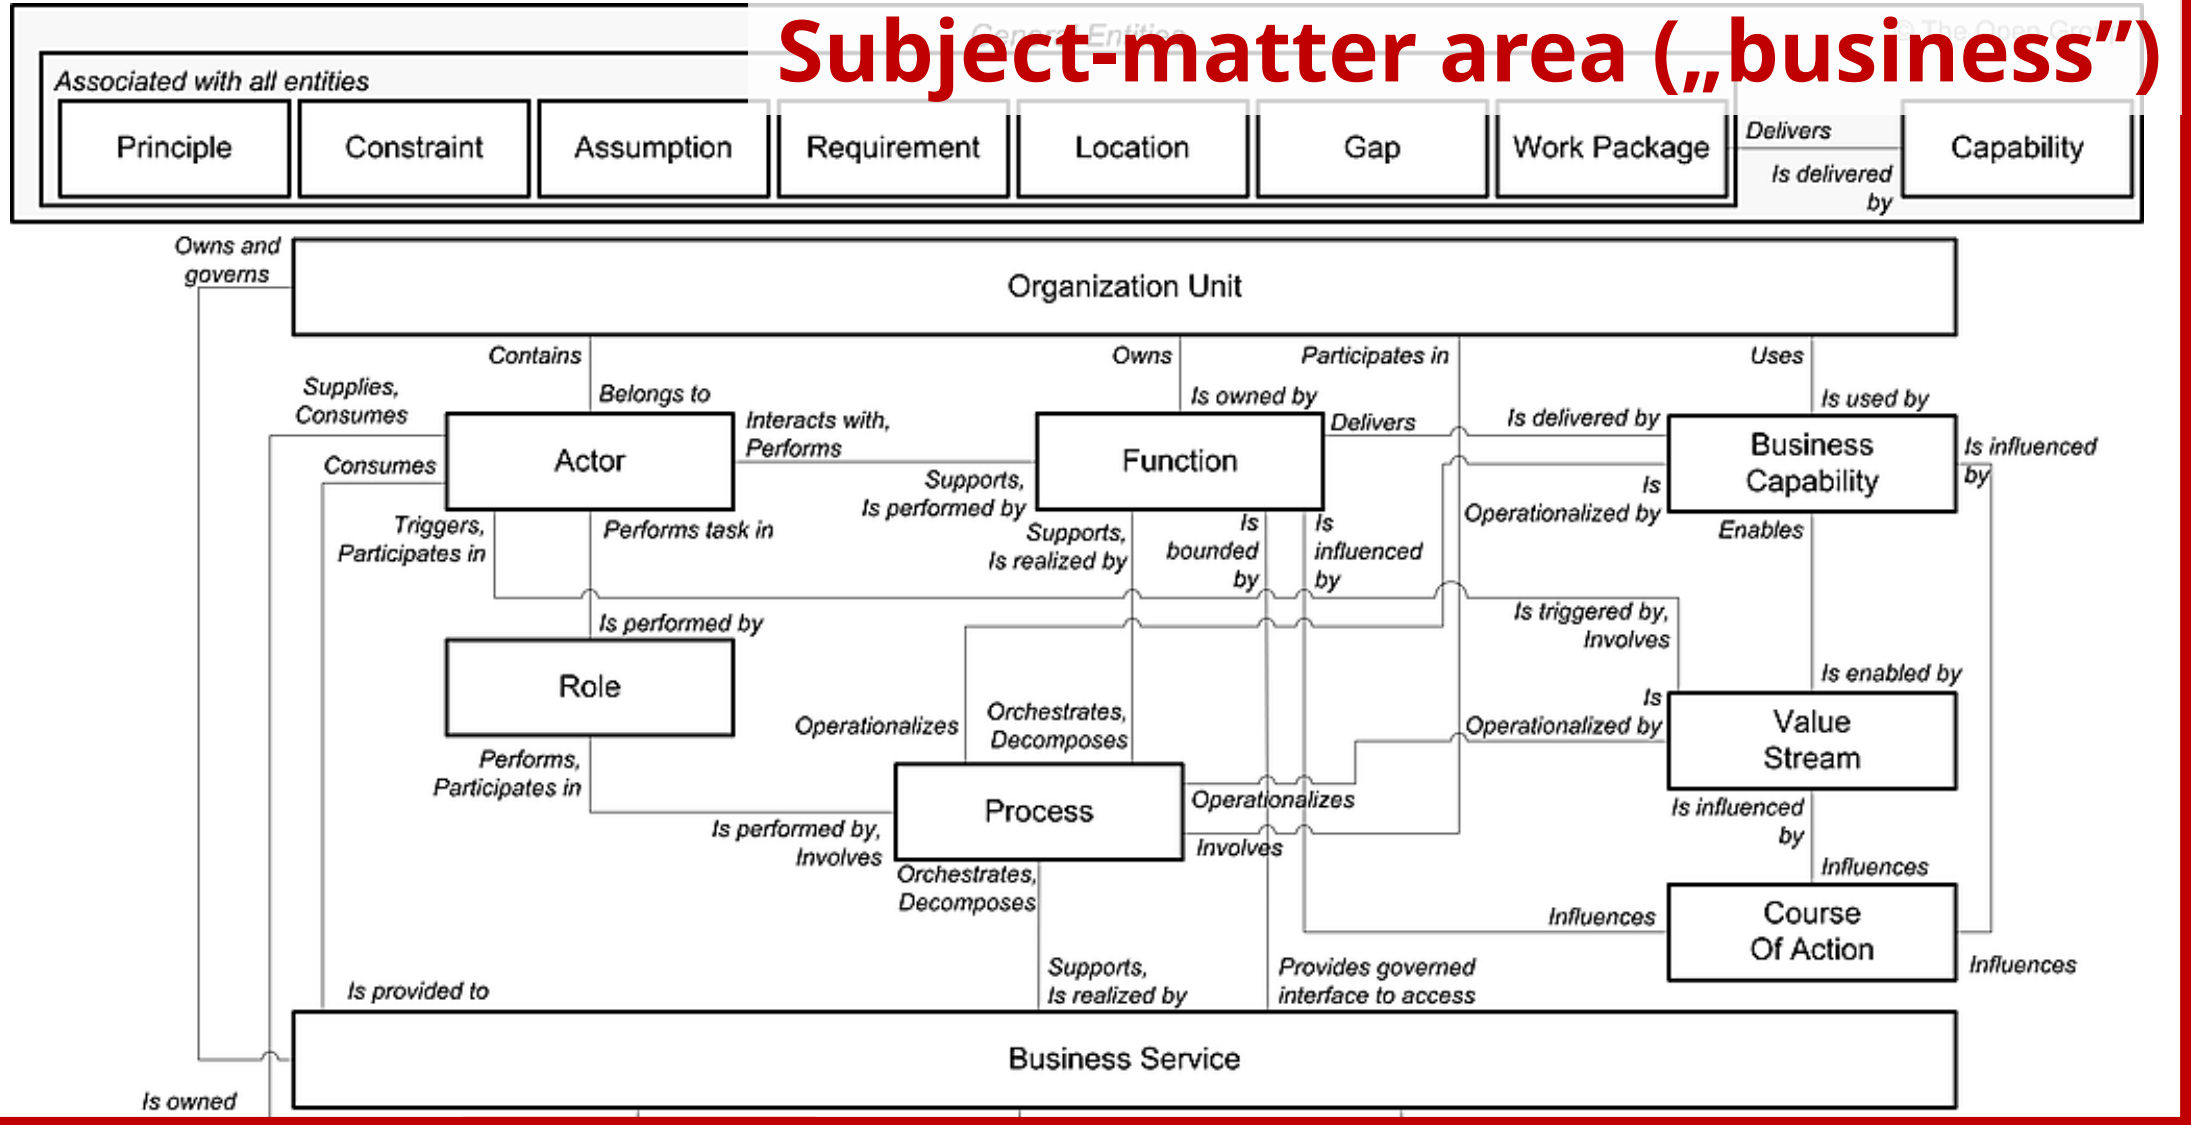 General Entities
© The Open Group
Subject-matter area („business”)
Associated with all entities
Principle
Constraint
Assumption
Requirement
Location
Gap
Work Package
Delivers
Is delivered
by
Capability
Owns and
governs
Organization Unit
Contains
Owns
Participates in
Uses
Supplies,
Consumes
Belongs to
Is owned by
Is used by
Interacts with,
Performs
Delivers
Is delivered by
Actor
Function
Business
Capability
Is influenced
by
Consumes
Supports,
Is performed by
Is
Operationalized by
Triggers,
Participates in
Performs task in
Supports,
Is realized by
Is
bounded
by
Is
influenced
by
Enables
Is performed by
Is triggered by,
Involves
Role
Is enabled by
Operationalizes
Orchestrates,
Decomposes
Is
Operationalized by
Value
Stream
Performs,
Participates in
Process
Operationalizes
Is influenced
by
Is performed by,
Involves
Involves
Orchestrates,
Decomposes
Influences
Influences
Course
Of Action
Influences
Supports,
Is realized by
Provides governed
interface to access
Is provided to
Business Service
Is owned